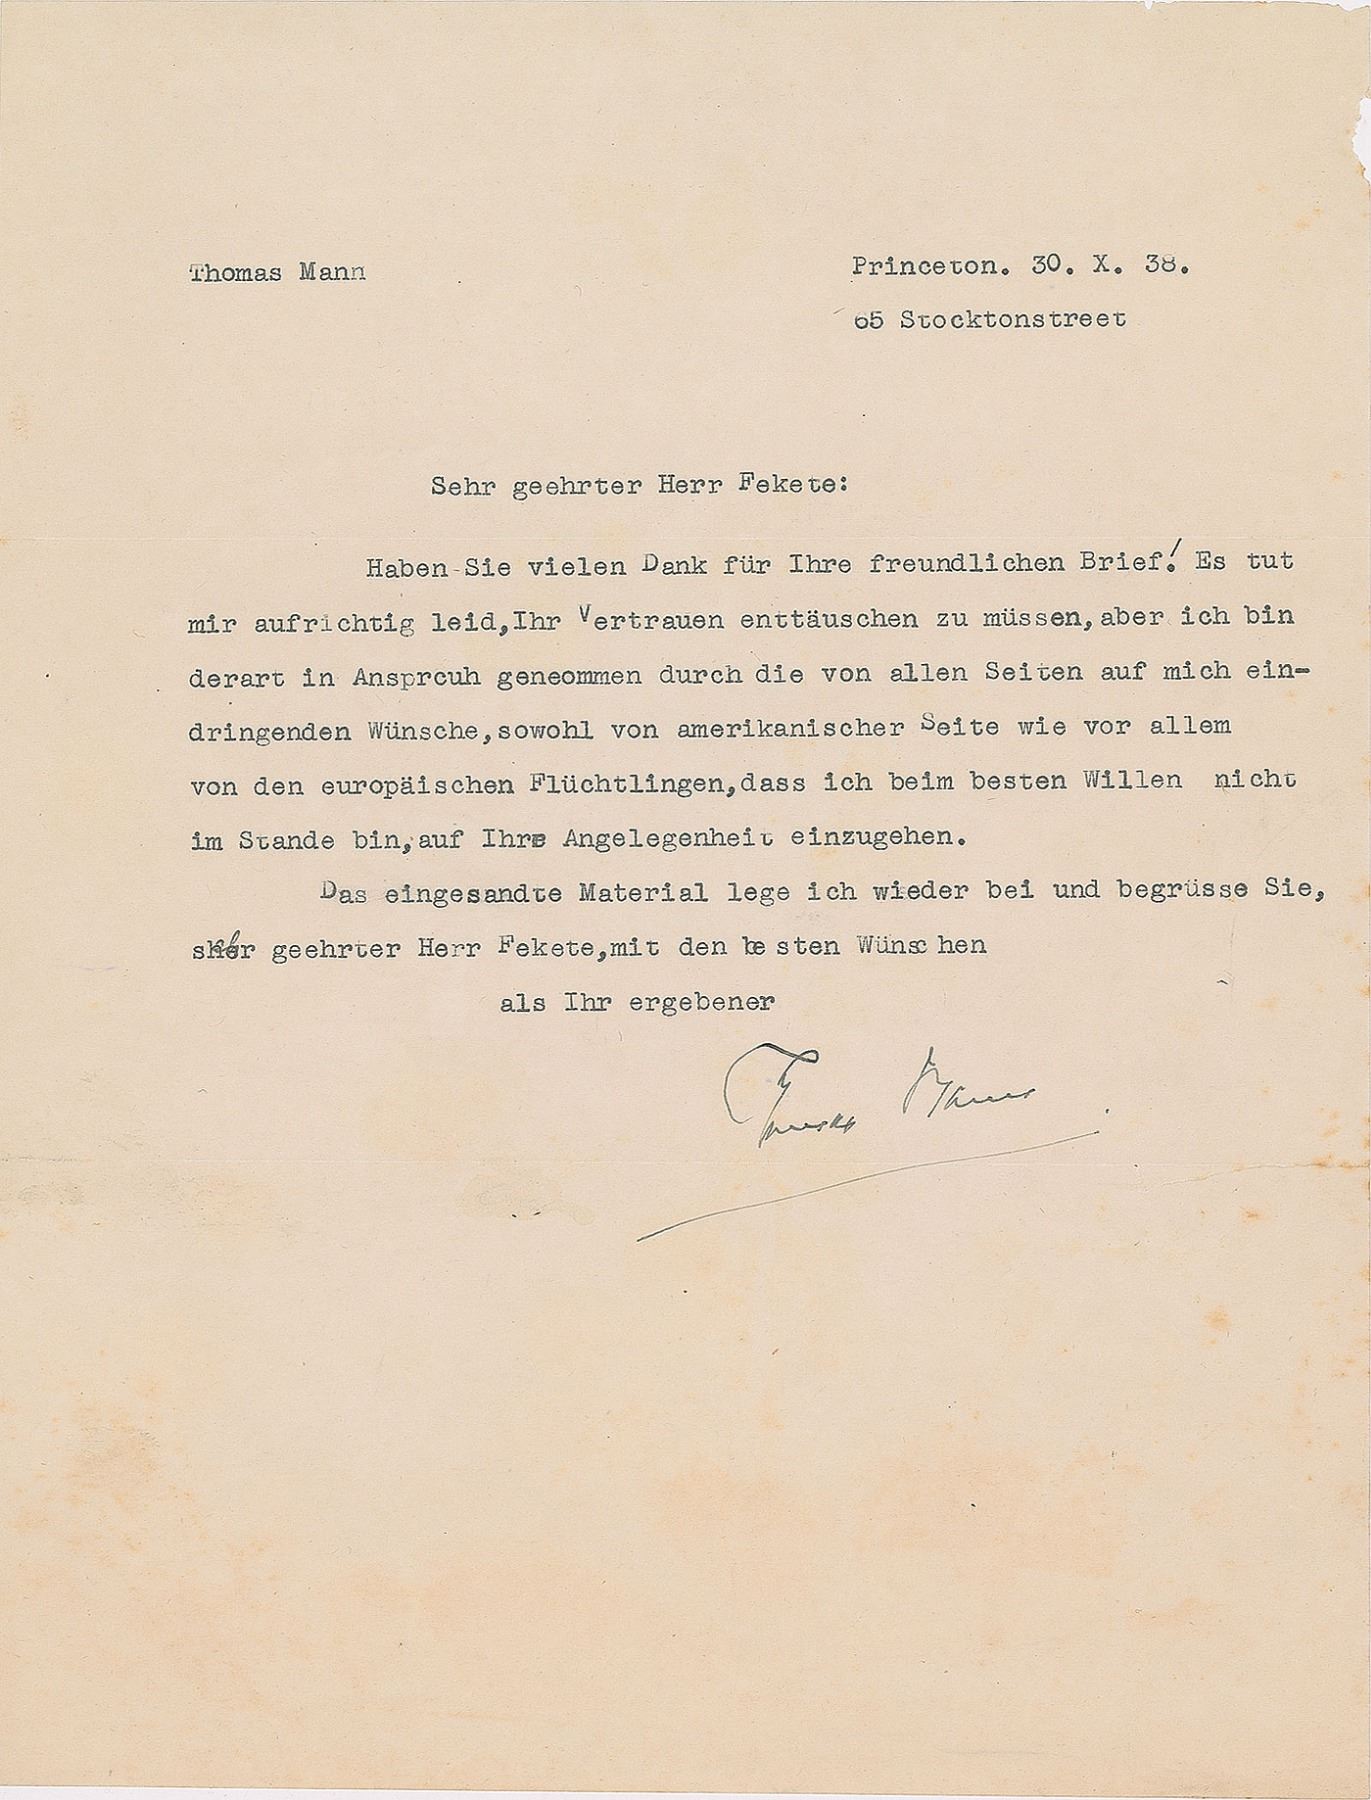 Thomas Mann
Princeton. 30. X. 38.
65 Stocktonstreet
Sehr geehrter Herr Fekete:
Haben Sie vielen Dank für Ihre freundlichen Brief! Es tut
mir aufrichtig leid,Ihr Vertrauen enttäuschen zu müssen,aber ich bin
derart in Ansprcuh geneommen durch die von allen Seiten auf mich ein-
dringenden Wünsche,sowohl von amerikanischer Seite wie vor allem
von den europäischen Flüchtlingen,dass ich beim besten Willen nicht
im Stande bin,auf Ihre Angelegenheit einzugehen.
Das eingesandte Material lege ich wieder bei und begrüsse Sie,
sehr geehrter Herr Fekete,mit den besten Wünschen
als Ihr ergebener
Thomas Mann